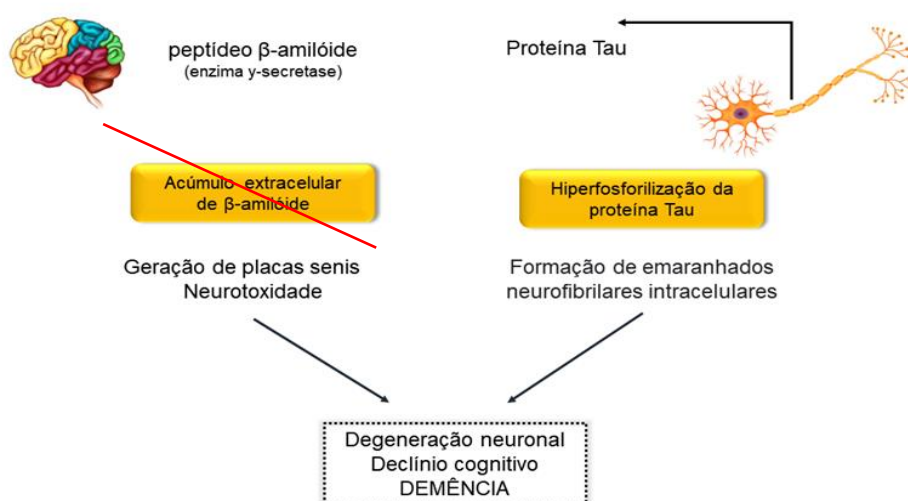 peptídeo β-amilóide
(enzima y-secretase)
Proteína Tau
Acúmulo extracelular
de β-amilóide
Hiperfosforilização da
proteína Tau
Geração de placas senis
Neurotoxidade
Formação de emaranhados
neurofibrilares intracelulares
Degeneração neuronal
Declínio cognitivo
DEMÊNCIA